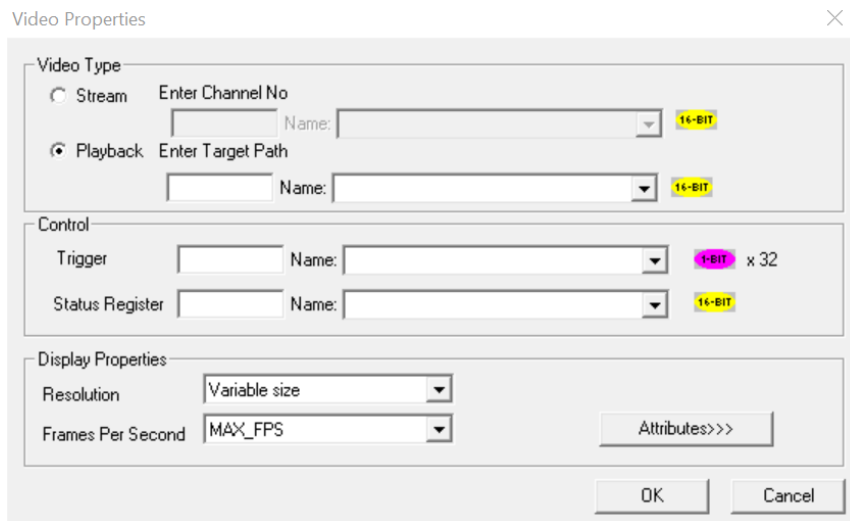 Video Properties
Video Type
Stream Enter Channel No
Name: 16-BIT
Playback Enter Target Path
Name: 16-BIT
Control
Trigger Name: 1-BIT x 32
Status Register Name: 16-BIT
Display Properties
Resolution Variable size
Frames Per Second MAX_FPS Attributes>>>
OK Cancel